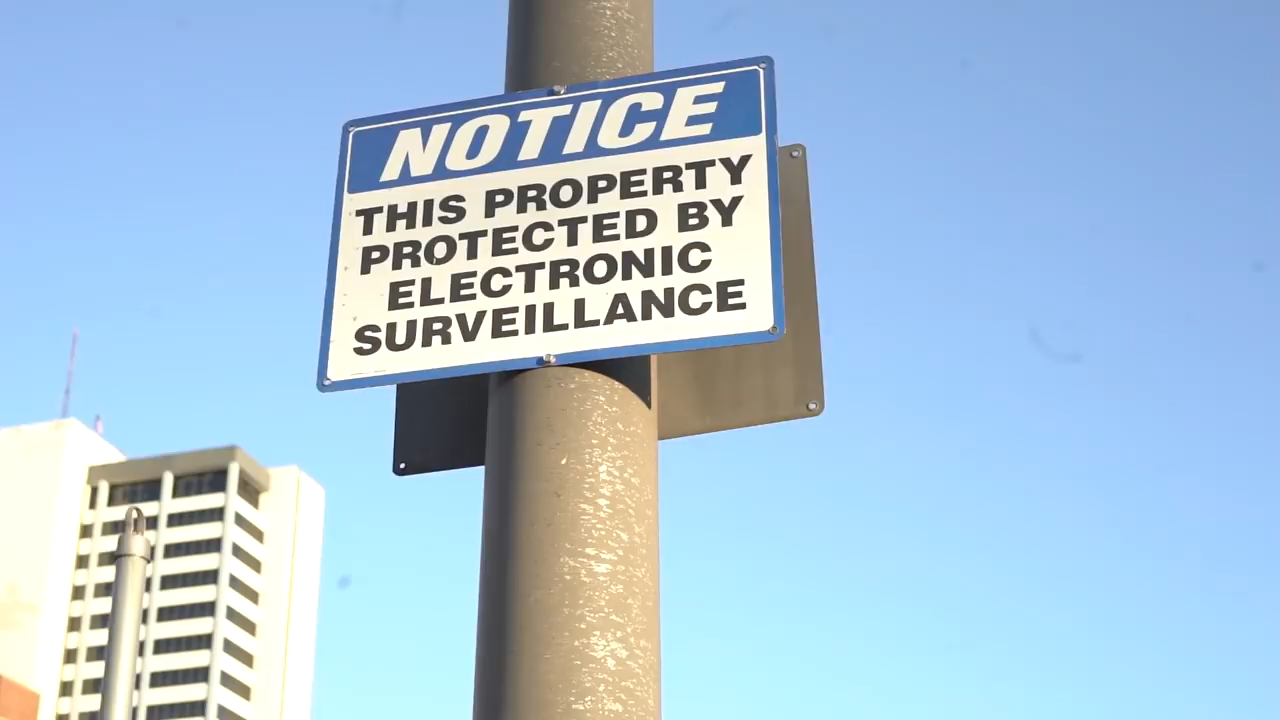 NOTICE
THIS PROPERTY
PROTECTED BY
ELECTRONIC
SURVEILLANCE